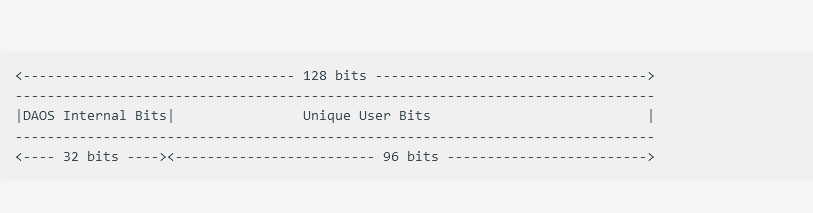 <---------------------------------- 128 bits ---------------------------------->
--------------------------------------------------------------------------------
|DAOS Internal Bits|                Unique User Bits                           |
--------------------------------------------------------------------------------
<---- 32 bits ----><------------------------- 96 bits ------------------------->